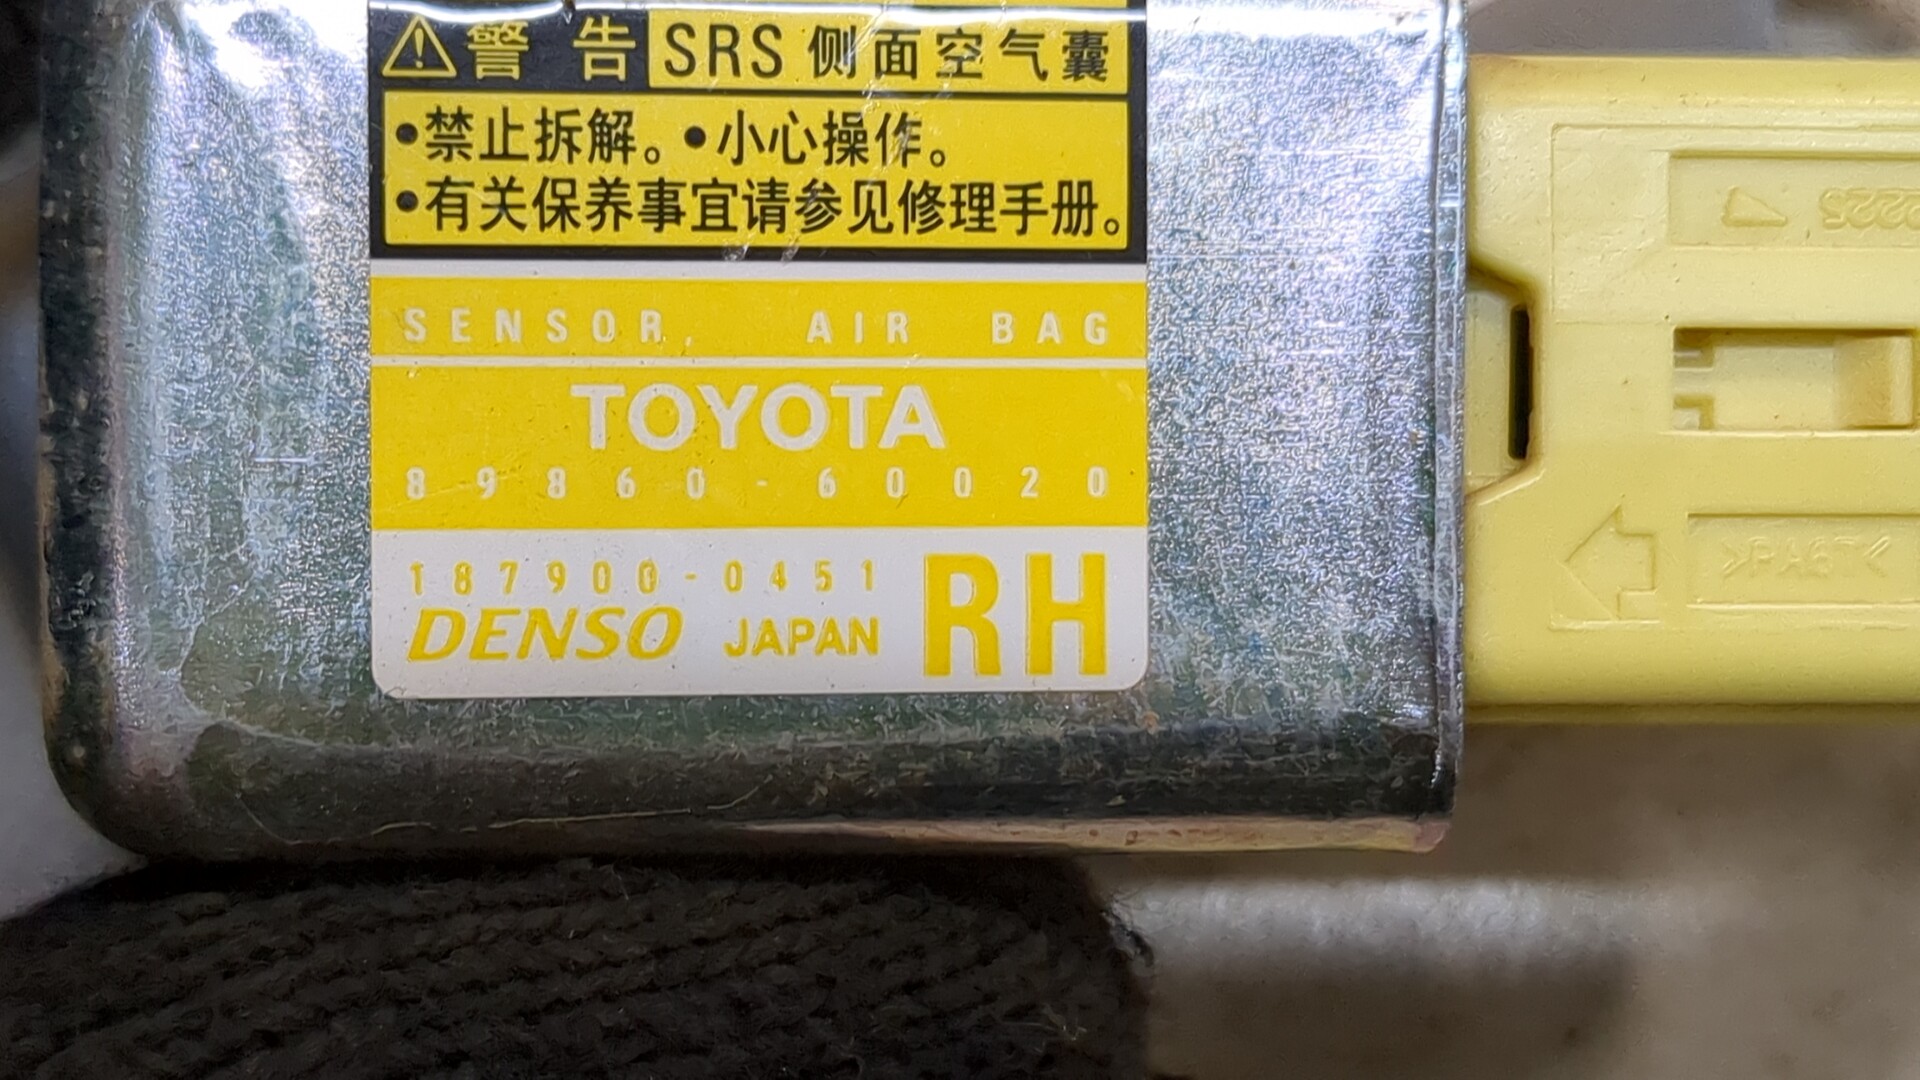 警告 SRS 侧面空气囊
•禁止拆解。•小心操作。
•有关保养事宜请参见修理手册。
SENSOR, AIR BAG
TOYOTA
89860-60020
187900-0451
DENSO JAPAN RH
>PA67<